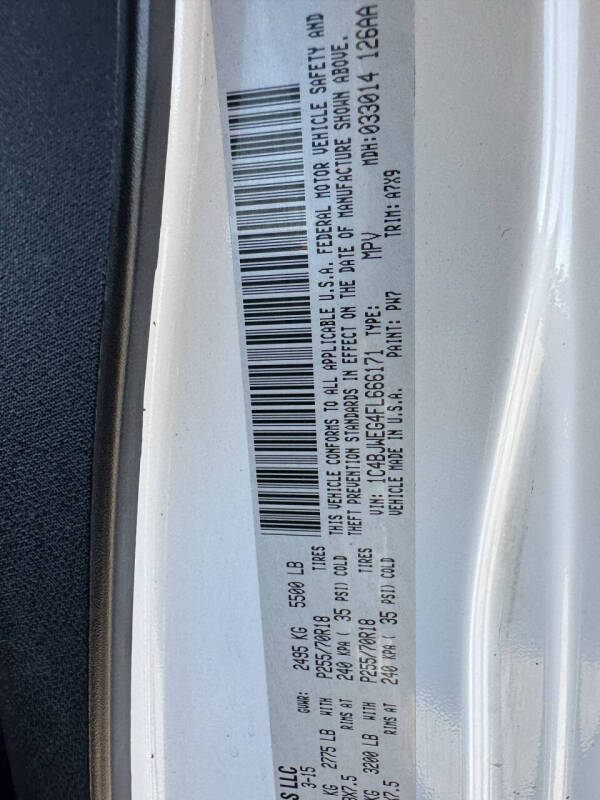 S LLC
3-15 GVWR: 2495 KG 5500 LB
KG 2775 LB WITH P255/70R18 TIRES
X7.5 RIMS AT 240 KPA ( 35 PSI) COLD
KG 3200 LB WITH P255/70R18 TIRES
X7.5 RIMS AT 240 KPA ( 35 PSI) COLD
THIS VEHICLE CONFORMS TO ALL APPLICABLE U.S.A. FEDERAL MOTOR VEHICLE SAFETY AND
THEFT PREVENTION STANDARDS IN EFFECT ON THE DATE OF MANUFACTURE SHOWN ABOVE.
VIN: 1C4BJWEG4FL666171 TYPE: MPV MDH:033014 126AA
VEHICLE MADE IN U.S.A. PAINT: PW7 TRIM: A7X9